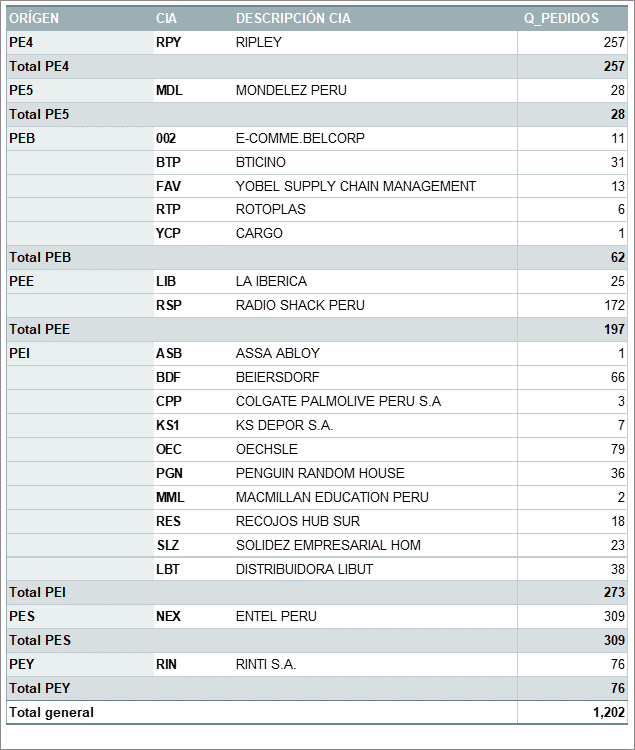 ORÍGEN CIA DESCRIPCIÓN CIA Q_PEDIDOS
PE4 RPY RIPLEY 257
Total PE4 257
PE5 MDL MONDELEZ PERU 28
Total PE5 28
PEB 002 E-COMME.BELCORP 11
BTP BTICINO 31
FAV YOBEL SUPPLY CHAIN MANAGEMENT 13
RTP ROTOPLAS 6
YCP CARGO 1
Total PEB 62
PEE LIB LA IBERICA 25
RSP RADIO SHACK PERU 172
Total PEE 197
PEI ASB ASSA ABLOY 1
BDF BEIERSDORF 66
CPP COLGATE PALMOLIVE PERU S.A 3
KS1 KS DEPOR S.A. 7
OEC OECHSLE 79
PGN PENGUIN RANDOM HOUSE 36
MML MACMILLAN EDUCATION PERU 2
RES RECOJOS HUB SUR 18
SLZ SOLIDEZ EMPRESARIAL HOM 23
LBT DISTRIBUIDORA LIBUT 38
Total PEI 273
PES NEX ENTEL PERU 309
Total PES 309
PEY RIN RINTI S.A. 76
Total PEY 76
Total general 1,202